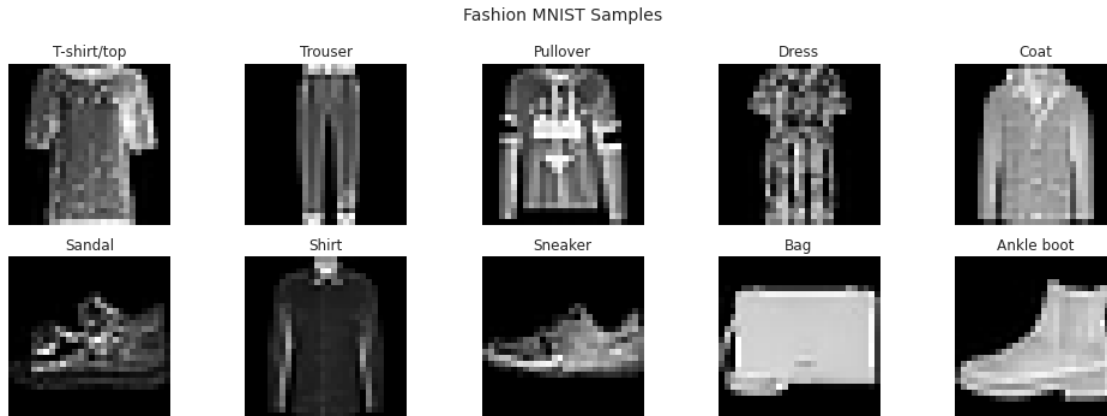 Fashion MNIST Samples
T-shirt/top
Trouser
Pullover
Dress
Coat
Sandal
Shirt
Sneaker
Bag
Ankle boot